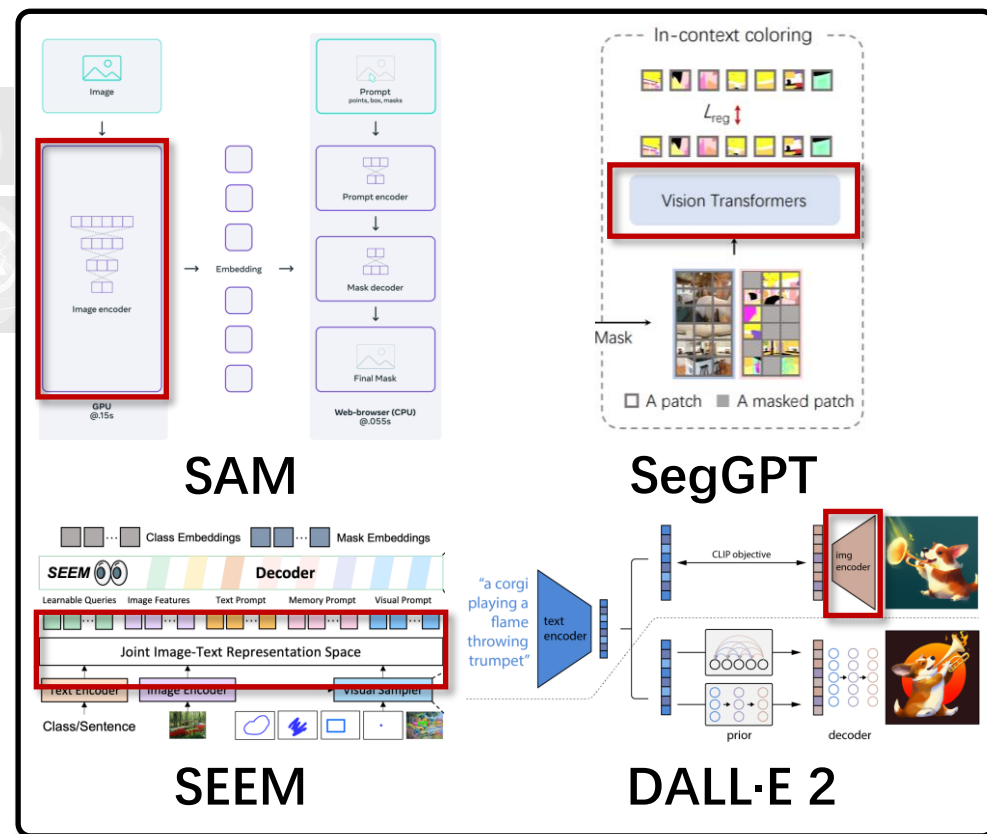 Image
Image encoder
GPU
@.15s
Embedding
Prompt
points, box, masks
Prompt encoder
Mask decoder
Final Mask
Web-browser (CPU)
@.055s
SAM
In-context coloring
Lreg
Vision Transformers
Mask
A patch
A masked patch
SegGPT
Class Embeddings
Mask Embeddings
SEEM
Decoder
Learnable Queries
Image Features
Text Prompt
Memory Prompt
Visual Prompt
Joint Image-Text Representation Space
Text Encoder
Image Encoder
Visual Sampler
Class/Sentence
SEEM
"a corgi
playing a
flame
throwing
trumpet"
text
encoder
CLIP objective
img
encoder
prior
decoder
DALL·E 2